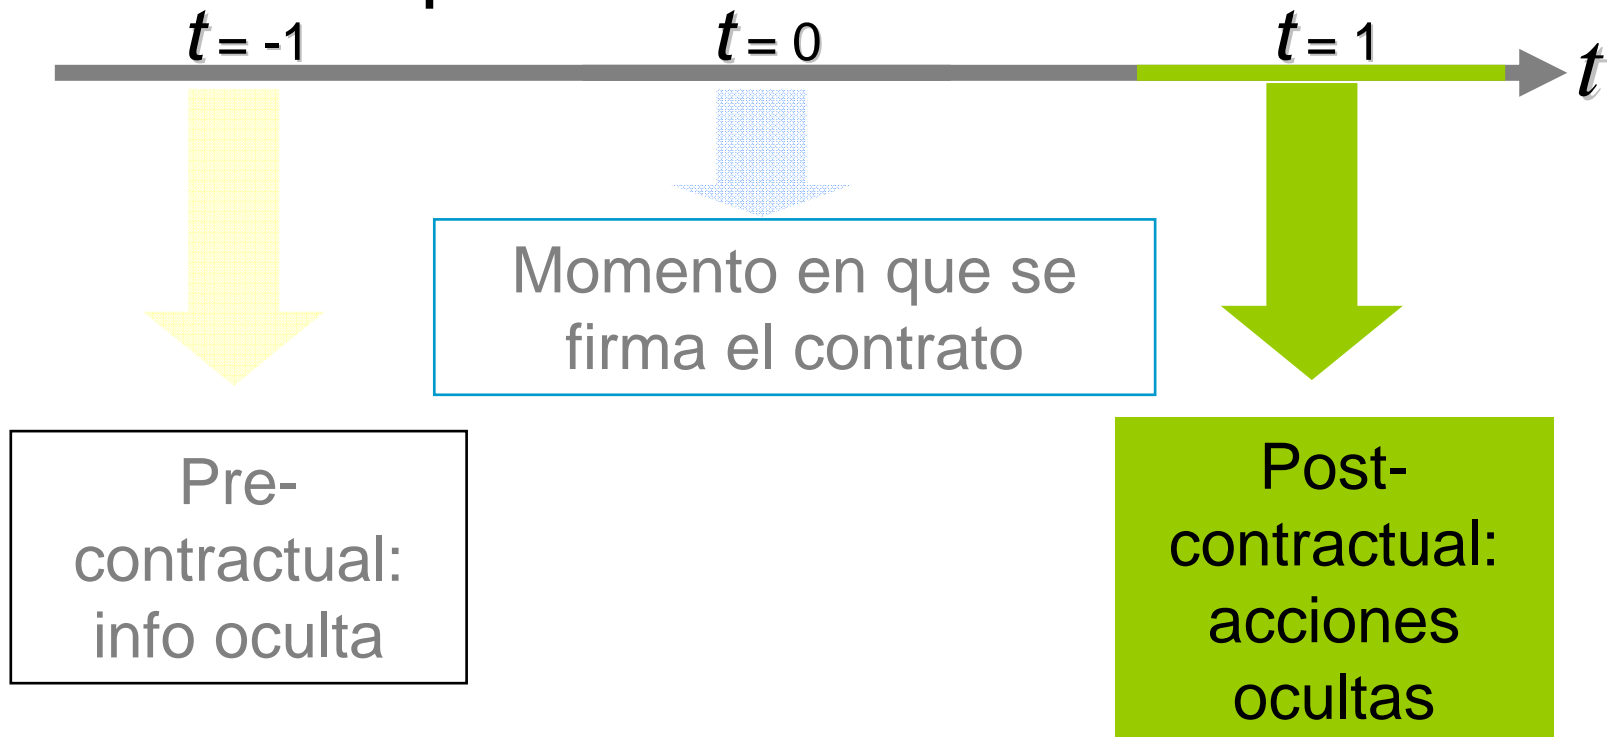 t = -1
t = 0
t = 1
t
Momento en que se
firma el contrato
Pre-
contractual:
info oculta
Post-
contractual:
acciones
ocultas